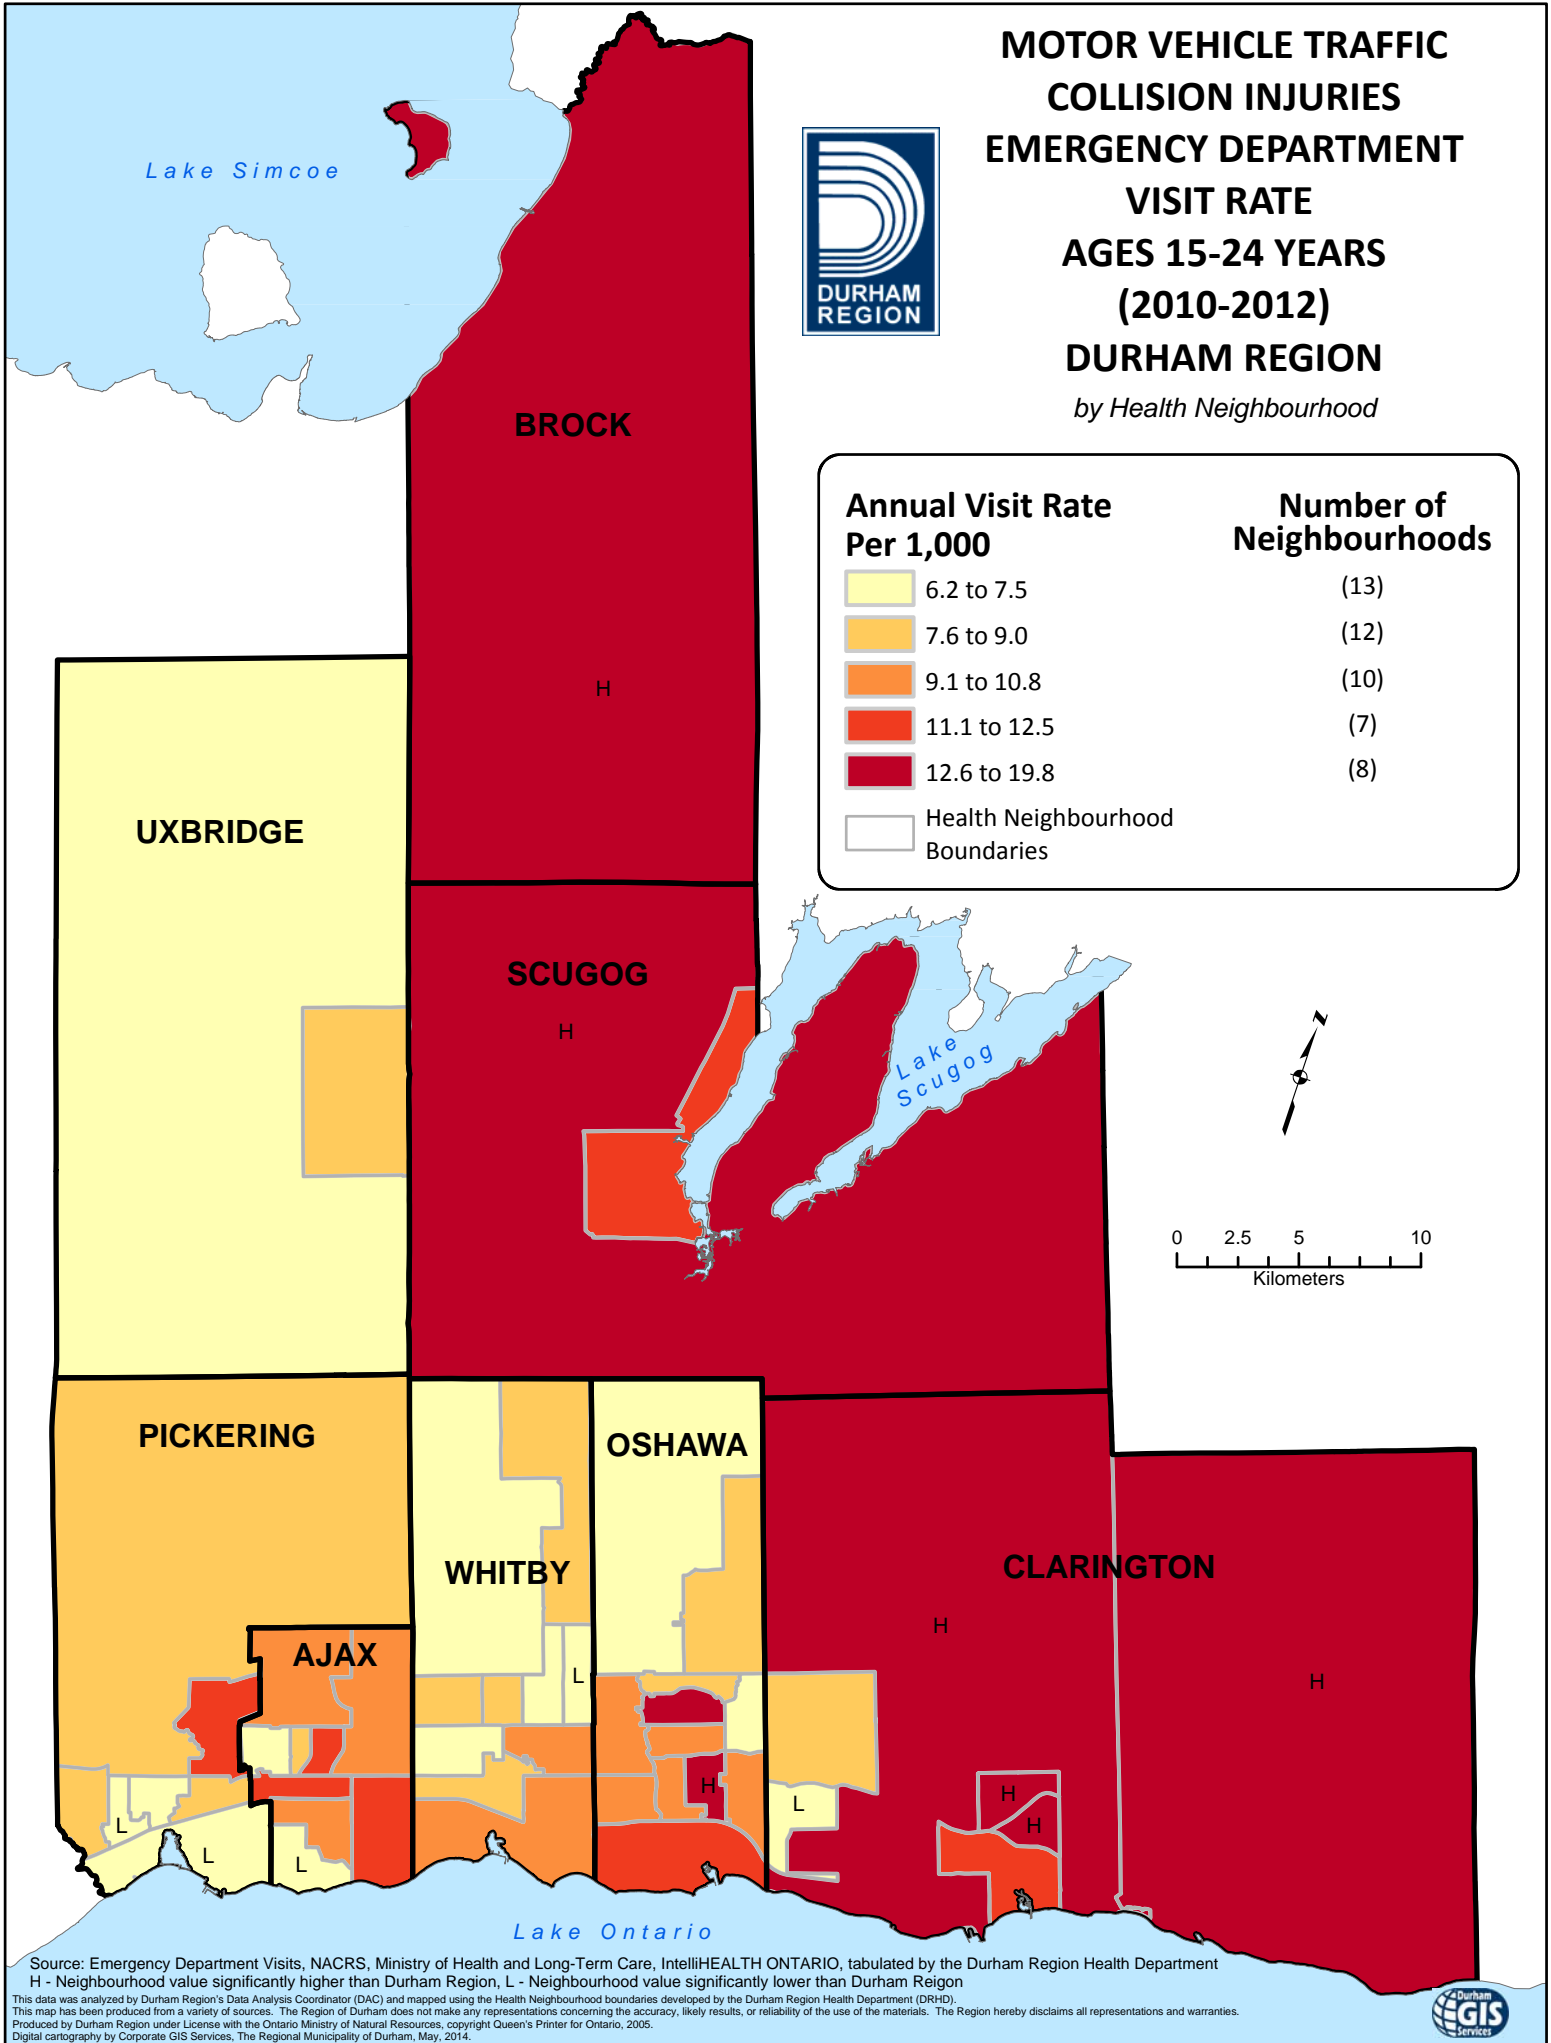 MOTOR VEHICLE TRAFFIC
COLLISION INJURIES
EMERGENCY DEPARTMENT
VISIT RATE
AGES 15-24 YEARS
(2010-2012)
DURHAM REGION
by Health Neighbourhood
DURHAM
REGION
Lake Simcoe
BROCK
Annual Visit Rate
Per 1,000
Number of
Neighbourhoods
6.2 to 7.5 (13)
7.6 to 9.0 (12)
9.1 to 10.8 (10)
11.1 to 12.5 (7)
12.6 to 19.8 (8)
Health Neighbourhood
Boundaries
H
UXBRIDGE
SCUGOG
H
Lake
Scugog
N
0 2.5 5 10
Kilometers
PICKERING
OSHAWA
WHITBY
CLARINGTON
H
AJAX
L
H
H
H
L
H
L
L
L
Lake Ontario
Source: Emergency Department Visits, NACRS, Ministry of Health and Long-Term Care, IntelliHEALTH ONTARIO, tabulated by the Durham Region Health Department
H - Neighbourhood value significantly higher than Durham Region, L - Neighbourhood value significantly lower than Durham Reigon
This data was analyzed by Durham Region's Data Analysis Coordinator (DAC) and mapped using the Health Neighbourhood boundaries developed by the Durham Region Health Department (DRHD).
This map has been produced from a variety of sources. The Region of Durham does not make any representations concerning the accuracy, likely results, or reliability of the use of the materials. The Region hereby disclaims all representations and warranties.
Produced by Durham Region under License with the Ontario Ministry of Natural Resources, copyright Queen's Printer for Ontario, 2005.
Digital cartography by Corporate GIS Services, The Regional Municipality of Durham, May, 2014.
Durham
GIS
Services